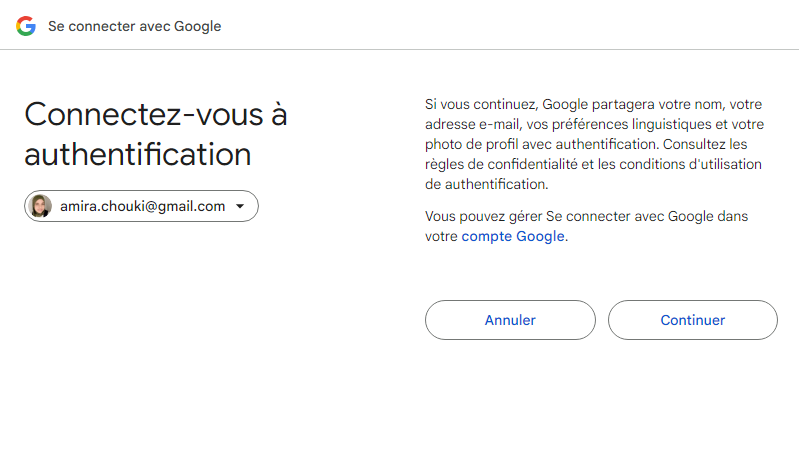 Se connecter avec Google
Connectez-vous à
authentification
amira.chouki@gmail.com
Si vous continuez, Google partagera votre nom, votre
adresse e-mail, vos préférences linguistiques et votre
photo de profil avec authentification. Consultez les
règles de confidentialité et les conditions d'utilisation
de authentification.
Vous pouvez gérer Se connecter avec Google dans
votre compte Google.
Annuler
Continuer